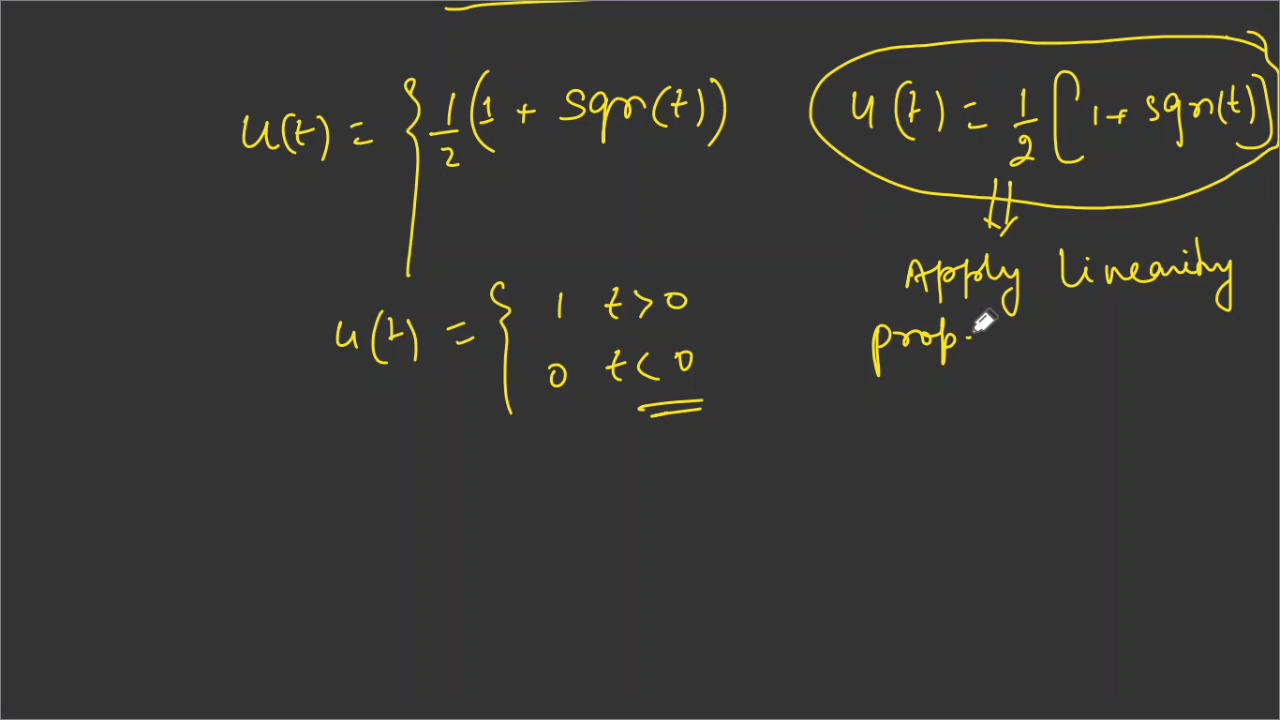 u(t) = { 1/2 (1 + sgn(t))
u(t) = 1/2 [1 + sgn(t)]
Apply linearity
prop.
u(t) = { 1 t>0
0 t<0